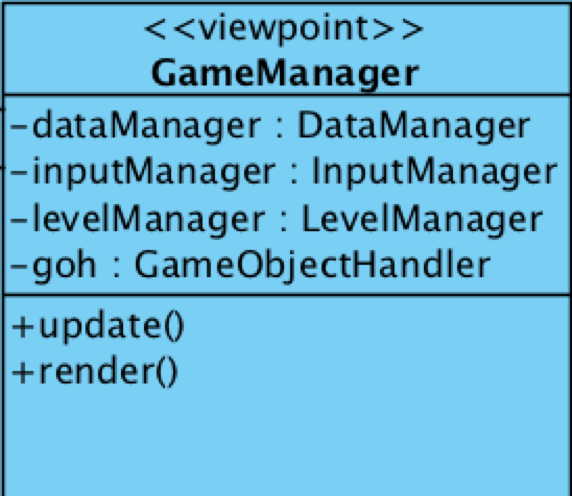 <<viewpoint>>
GameManager
-dataManager : DataManager
-inputManager : InputManager
-levelManager : LevelManager
-goh : GameObjectHandler
+update()
+render()